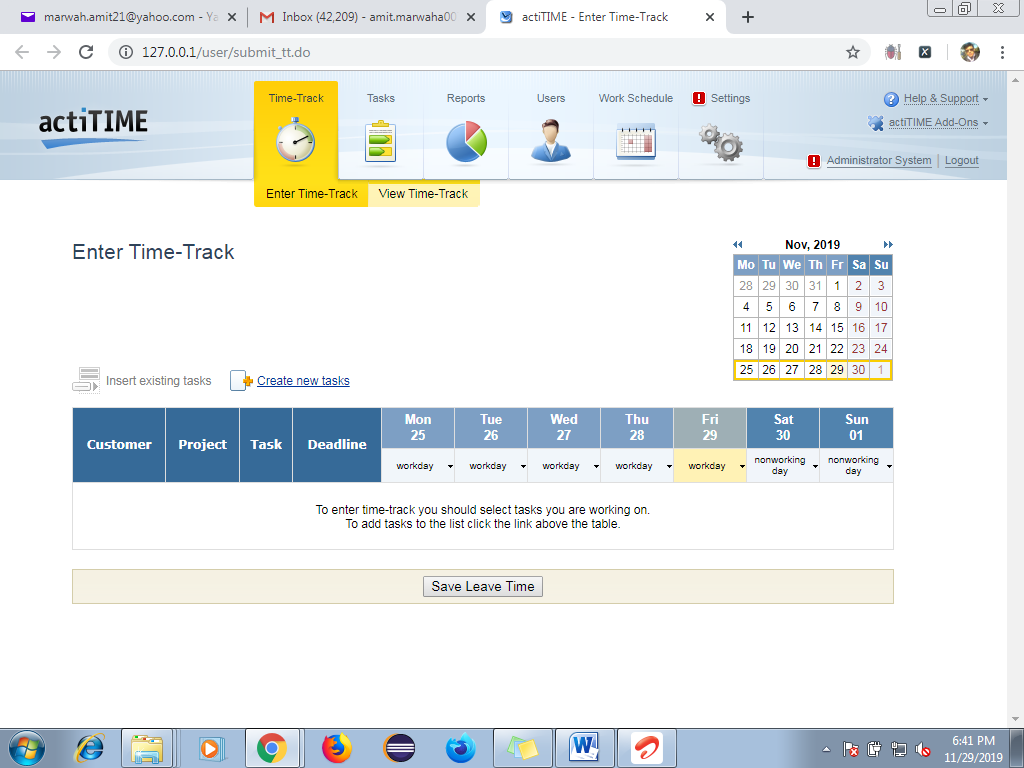 marwah.amit21@yahoo.com - Ya
Inbox (42,209) - amit.marwaha00
actiTIME - Enter Time-Track
127.0.0.1/user/submit_tt.do
actiTIME
Time-Track
Tasks
Reports
Users
Work Schedule
Settings
Help & Support
actiTIME Add-Ons
Administrator System
Logout
Enter Time-Track
View Time-Track
Enter Time-Track
Nov, 2019
Mo Tu We Th Fr Sa Su
28 29 30 31 1 2 3
4 5 6 7 8 9 10
11 12 13 14 15 16 17
18 19 20 21 22 23 24
25 26 27 28 29 30 1
Insert existing tasks
Create new tasks
Customer Project Task Deadline
Mon Tue Wed Thu Fri Sat Sun
25 26 27 28 29 30 01
workday workday workday workday workday nonworking nonworking
day day
To enter time-track you should select tasks you are working on.
To add tasks to the list click the link above the table.
Save Leave Time
6:41 PM
11/29/2019